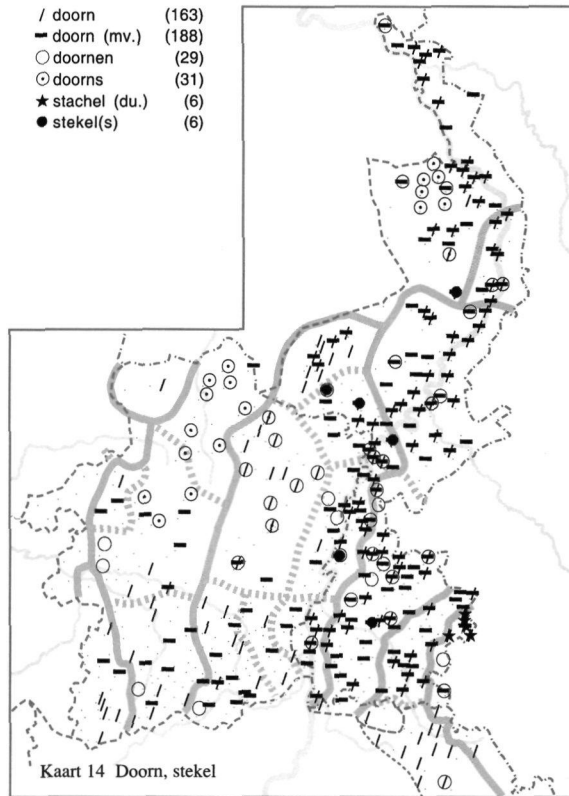 / doorn (163)
▬ doorn (mv.) (188)
○ doornen (29)
⊙ doorns (31)
★ stachel (du.) (6)
● stekel(s) (6)
Kaart 14 Doorn, stekel